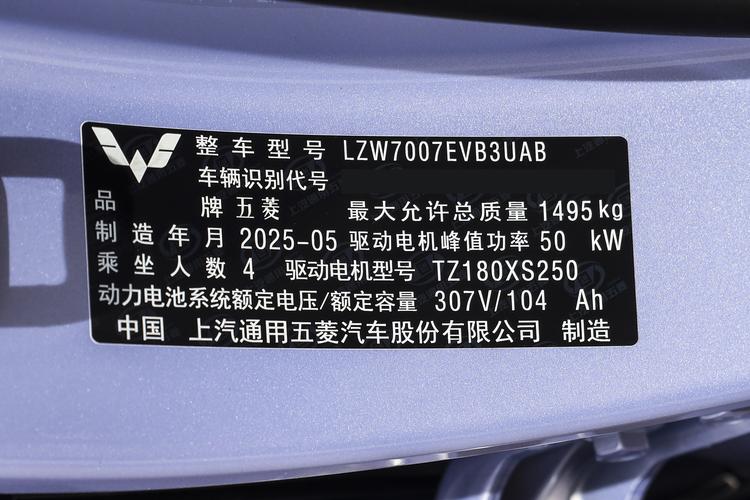 整车型号 LZW7007EVB3UAB
车辆识别代号
品牌 五菱 最大允许总质量 1495kg
制造年月 2025-05 驱动电机峰值功率 50 kW
乘坐人数 4 驱动电机型号 TZ180XS250
动力电池系统额定电压/额定容量 307V/104 Ah
中国 上汽通用五菱汽车股份有限公司 制造